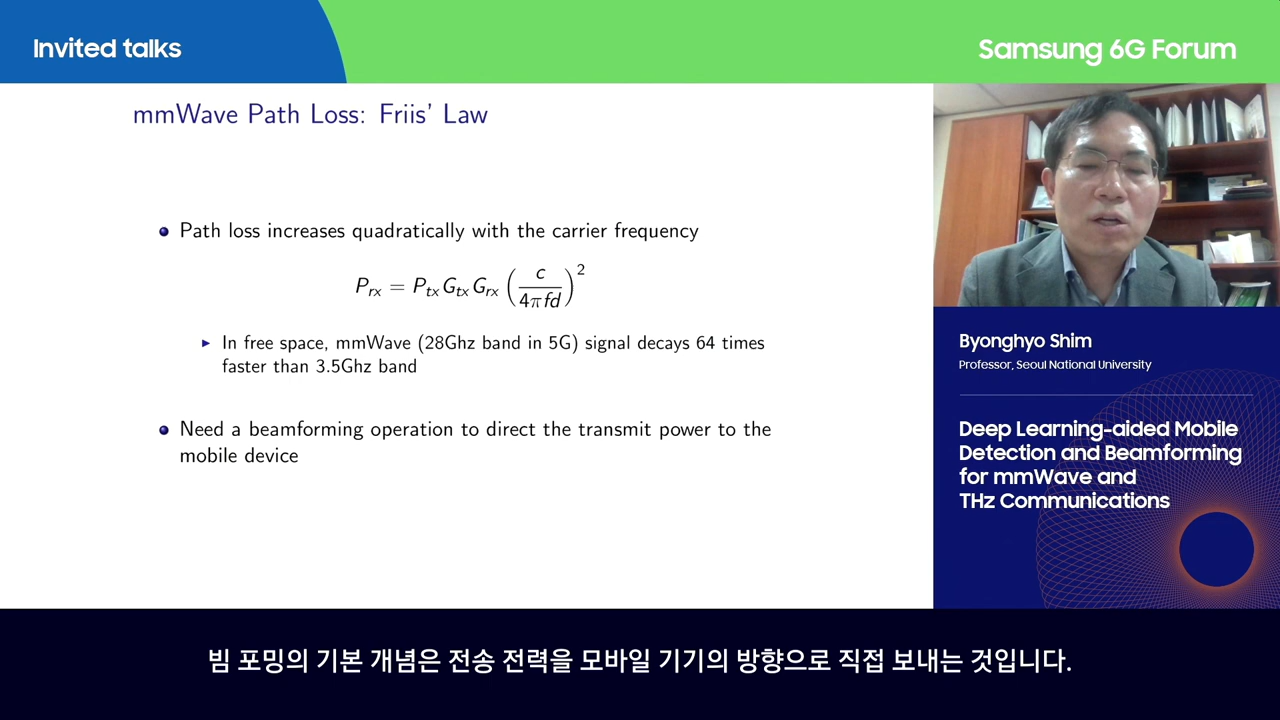 Invited talks
Samsung 6G Forum
mmWave Path Loss: Friis' Law
Path loss increases quadratically with the carrier frequency
P_rx = P_tx G_tx G_rx (c / 4πfd)^2
In free space, mmWave (28Ghz band in 5G) signal decays 64 times
faster than 3.5Ghz band
Need a beamforming operation to direct the transmit power to the
mobile device
Byonghyo Shim
Professor, Seoul National University
Deep Learning-aided Mobile
Detection and Beamforming
for mmWave and
THz Communications
빔 포밍의 기본 개념은 전송 전력을 모바일 기기의 방향으로 직접 보내는 것입니다.